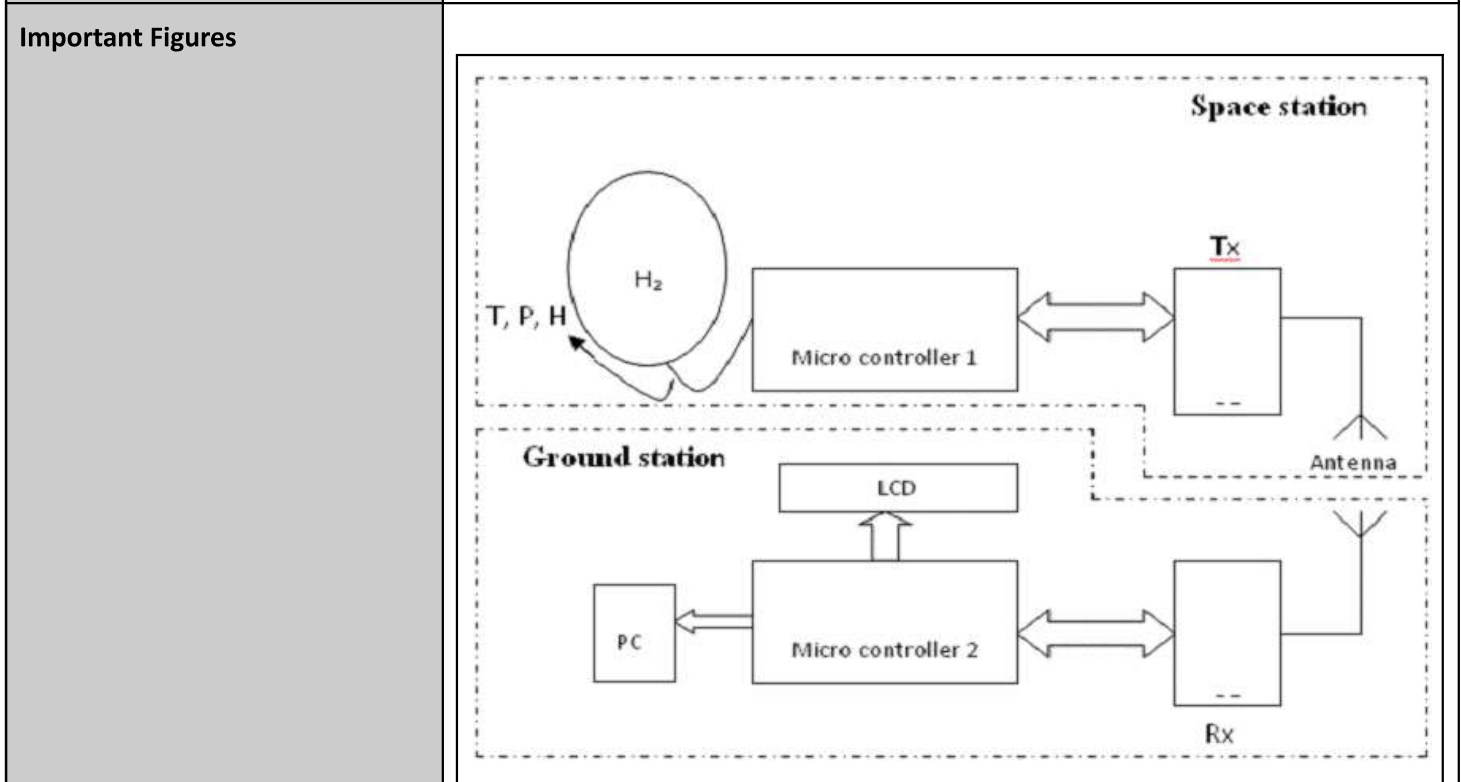 Important Figures
Space station
Tx
H₂
T, P, H
Micro controller 1
--
Antenna
Ground station
LCD
PC
Micro controller 2
--
Rx